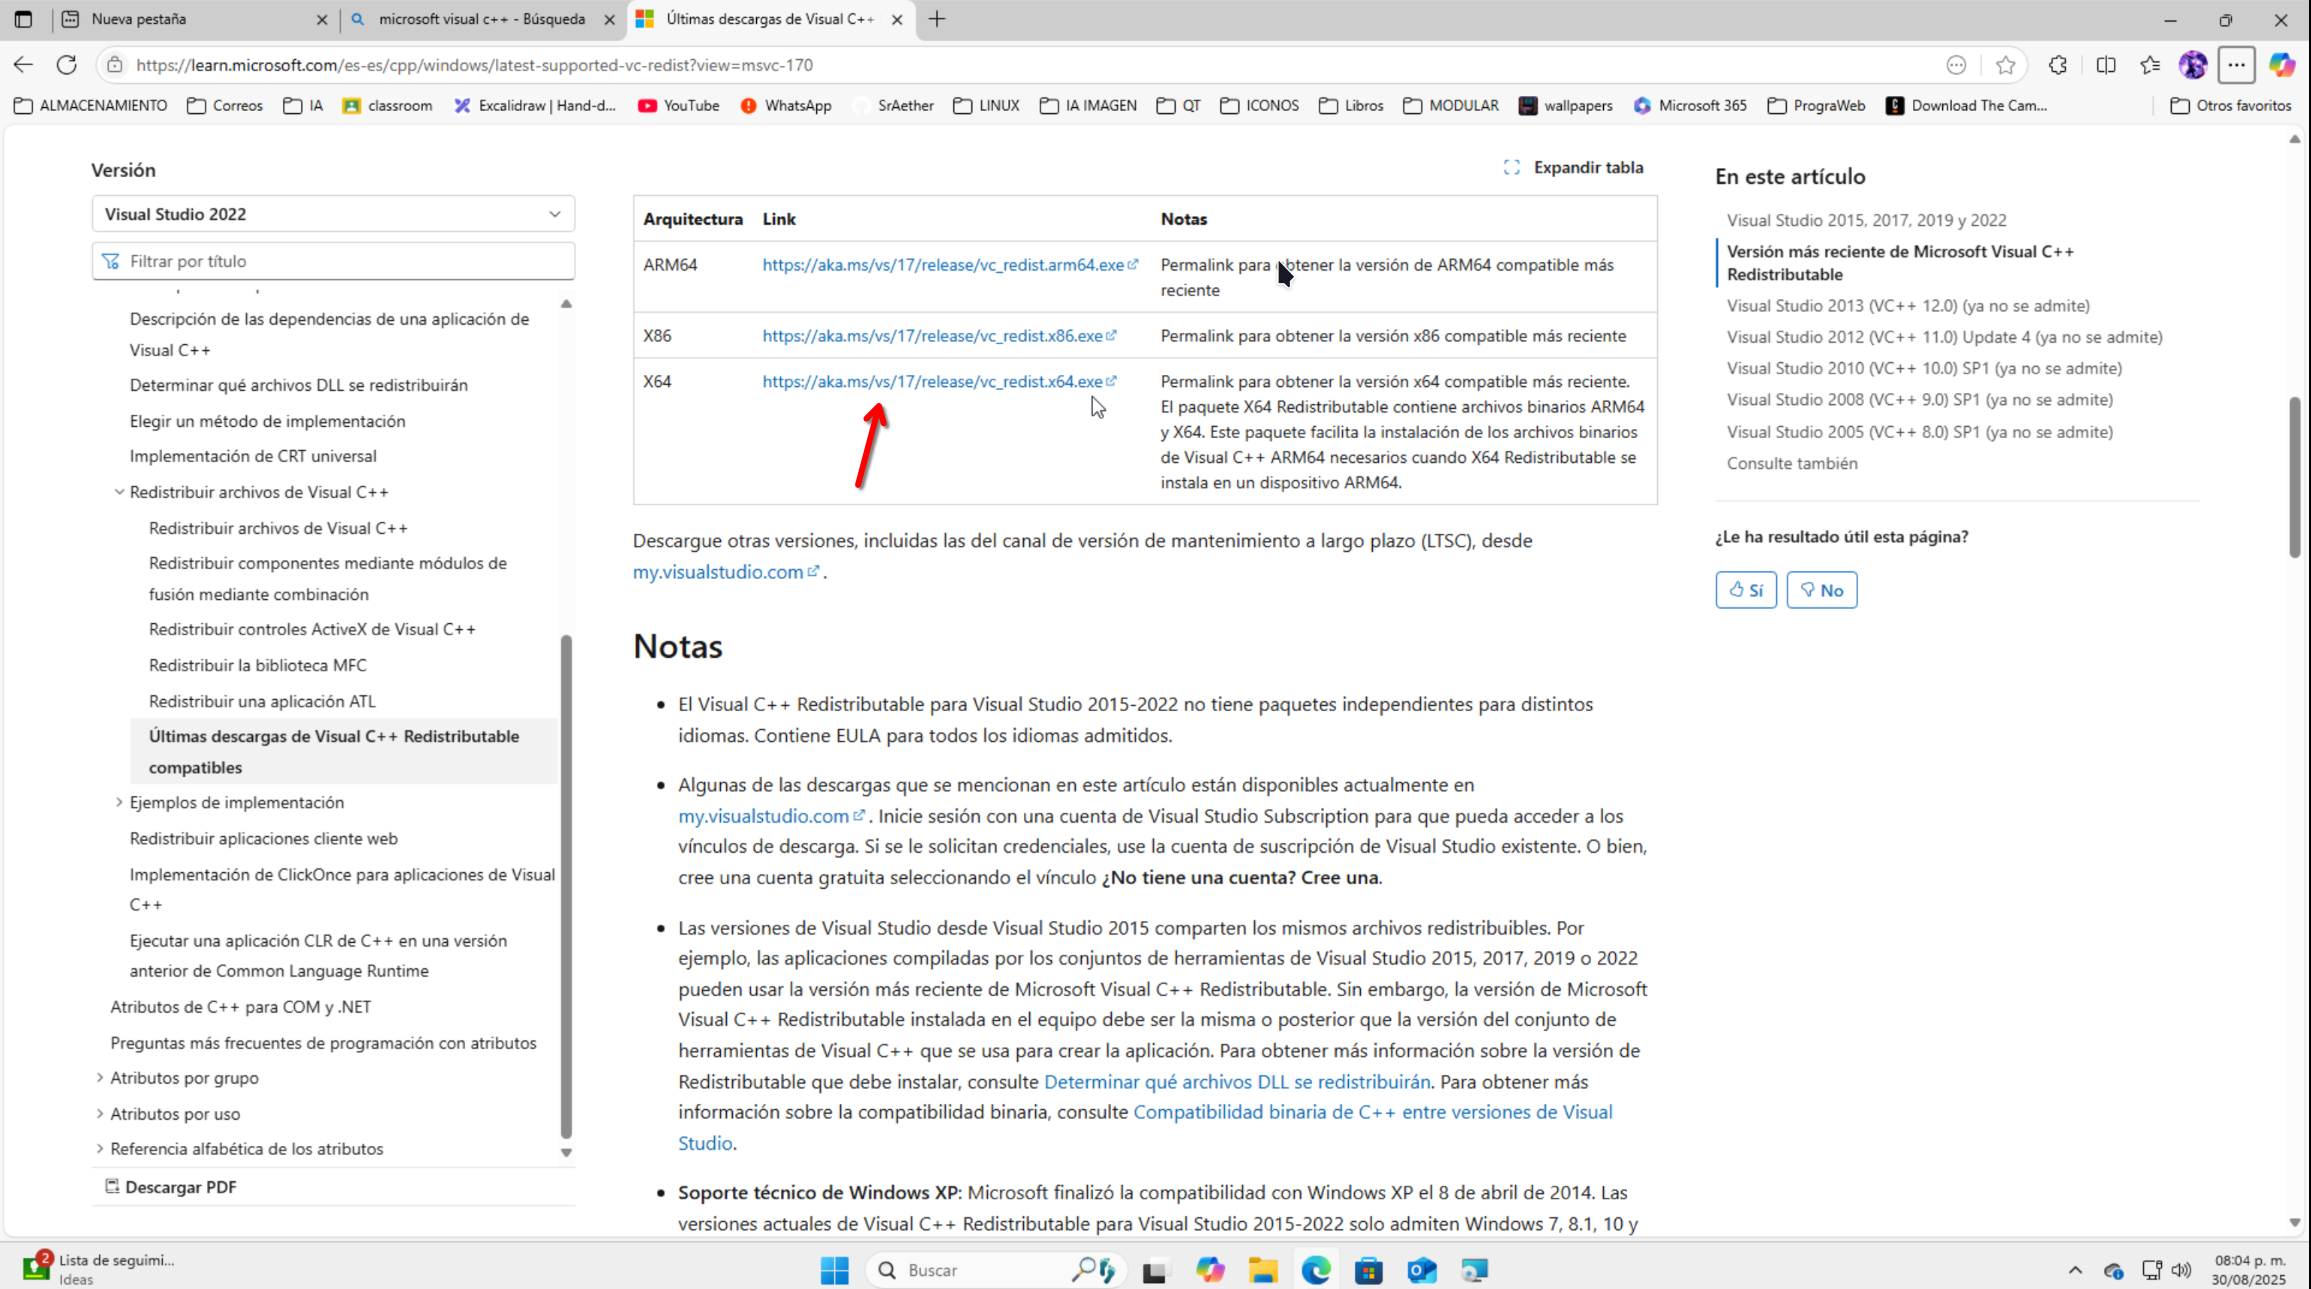 Nueva pestaña
microsoft visual c++ - Búsqueda
Últimas descargas de Visual C++
https://learn.microsoft.com/es-es/cpp/windows/latest-supported-vc-redist?view=msvc-170
ALMACENAMIENTO
Correos
IA
classroom
Excalidraw | Hand-d...
YouTube
WhatsApp
SrAether
LINUX
IA IMAGEN
QT
ICONOS
Libros
MODULAR
wallpapers
Microsoft 365
PrograWeb
Download The Cam...
Otros favoritos
Versión
Visual Studio 2022
Filtrar por título
Descripción de las dependencias de una aplicación de
Visual C++
Determinar qué archivos DLL se redistribuirán
Elegir un método de implementación
Implementación de CRT universal
Redistribuir archivos de Visual C++
Redistribuir archivos de Visual C++
Redistribuir componentes mediante módulos de
fusión mediante combinación
Redistribuir controles ActiveX de Visual C++
Redistribuir la biblioteca MFC
Redistribuir una aplicación ATL
Últimas descargas de Visual C++ Redistributable
compatibles
Ejemplos de implementación
Redistribuir aplicaciones cliente web
Implementación de ClickOnce para aplicaciones de Visual
C++
Ejecutar una aplicación CLR de C++ en una versión
anterior de Common Language Runtime
Atributos de C++ para COM y .NET
Preguntas más frecuentes de programación con atributos
Atributos por grupo
Atributos por uso
Referencia alfabética de los atributos
Descargar PDF
Expandir tabla
Arquitectura Link Notas
ARM64 https://aka.ms/vs/17/release/vc_redist.arm64.exe Permalink para obtener la versión de ARM64 compatible más
reciente
X86 https://aka.ms/vs/17/release/vc_redist.x86.exe Permalink para obtener la versión x86 compatible más reciente
X64 https://aka.ms/vs/17/release/vc_redist.x64.exe Permalink para obtener la versión x64 compatible más reciente.
El paquete X64 Redistributable contiene archivos binarios ARM64
y X64. Este paquete facilita la instalación de los archivos binarios
de Visual C++ ARM64 necesarios cuando X64 Redistributable se
instala en un dispositivo ARM64.
Descargue otras versiones, incluidas las del canal de versión de mantenimiento a largo plazo (LTSC), desde
my.visualstudio.com .
Notas
El Visual C++ Redistributable para Visual Studio 2015-2022 no tiene paquetes independientes para distintos
idiomas. Contiene EULA para todos los idiomas admitidos.
Algunas de las descargas que se mencionan en este artículo están disponibles actualmente en
my.visualstudio.com . Inicie sesión con una cuenta de Visual Studio Subscription para que pueda acceder a los
vínculos de descarga. Si se le solicitan credenciales, use la cuenta de suscripción de Visual Studio existente. O bien,
cree una cuenta gratuita seleccionando el vínculo ¿No tiene una cuenta? Cree una.
Las versiones de Visual Studio desde Visual Studio 2015 comparten los mismos archivos redistribuibles. Por
ejemplo, las aplicaciones compiladas por los conjuntos de herramientas de Visual Studio 2015, 2017, 2019 o 2022
pueden usar la versión más reciente de Microsoft Visual C++ Redistributable. Sin embargo, la versión de Microsoft
Visual C++ Redistributable instalada en el equipo debe ser la misma o posterior que la versión del conjunto de
herramientas de Visual C++ que se usa para crear la aplicación. Para obtener más información sobre la versión de
Redistributable que debe instalar, consulte Determinar qué archivos DLL se redistribuirán. Para obtener más
información sobre la compatibilidad binaria, consulte Compatibilidad binaria de C++ entre versiones de Visual
Studio.
Soporte técnico de Windows XP: Microsoft finalizó la compatibilidad con Windows XP el 8 de abril de 2014. Las
versiones actuales de Visual C++ Redistributable para Visual Studio 2015-2022 solo admiten Windows 7, 8.1, 10 y
En este artículo
Visual Studio 2015, 2017, 2019 y 2022
Versión más reciente de Microsoft Visual C++
Redistributable
Visual Studio 2013 (VC++ 12.0) (ya no se admite)
Visual Studio 2012 (VC++ 11.0) Update 4 (ya no se admite)
Visual Studio 2010 (VC++ 10.0) SP1 (ya no se admite)
Visual Studio 2008 (VC++ 9.0) SP1 (ya no se admite)
Visual Studio 2005 (VC++ 8.0) SP1 (ya no se admite)
Consulte también
¿Le ha resultado útil esta página?
Sí
No
2
Lista de seguimi...
Ideas
Buscar
08:04 p. m.
30/08/2025